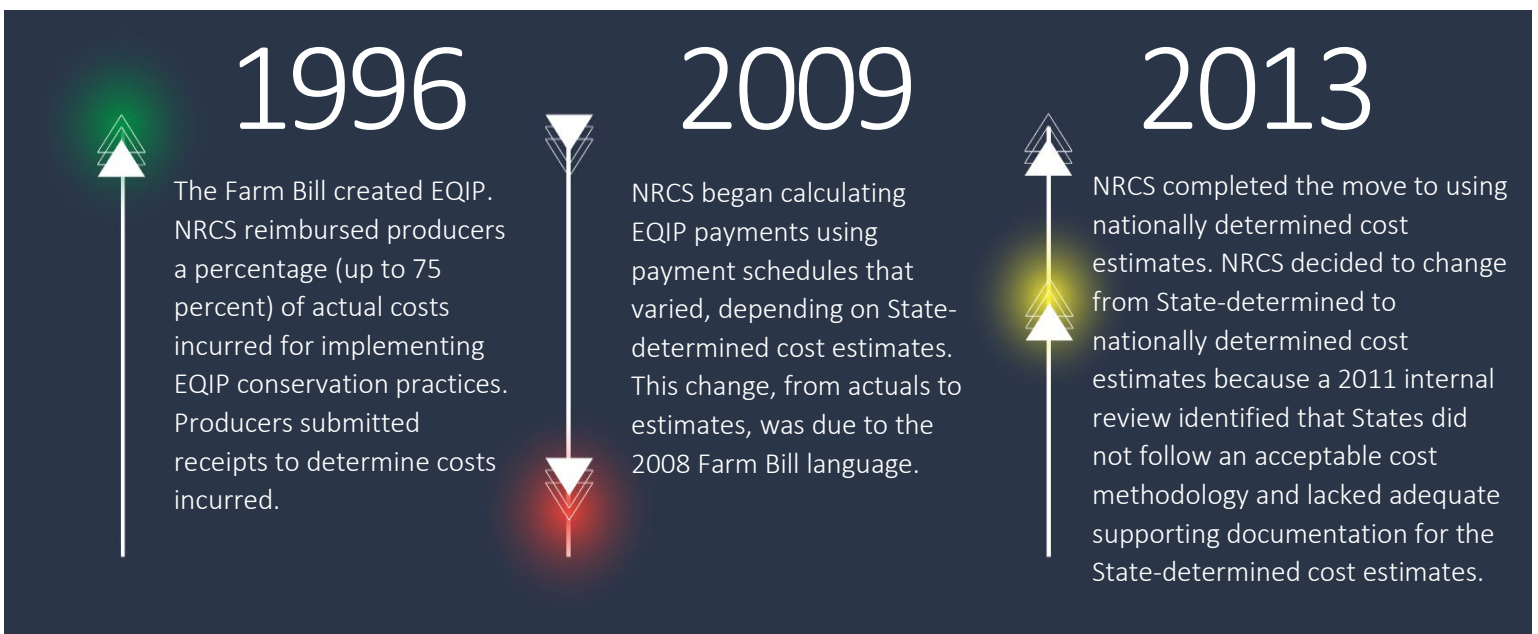 1996
The Farm Bill created EQIP.
NRCS reimbursed producers
a percentage (up to 75
percent) of actual costs
incurred for implementing
EQIP conservation practices.
Producers submitted
receipts to determine costs
incurred.
2009
NRCS began calculating
EQIP payments using
payment schedules that
varied, depending on State-
determined cost estimates.
This change, from actuals to
estimates, was due to the
2008 Farm Bill language.
2013
NRCS completed the move to using
nationally determined cost
estimates. NRCS decided to change
from State-determined to
nationally determined cost
estimates because a 2011 internal
review identified that States did
not follow an acceptable cost
methodology and lacked adequate
supporting documentation for the
State-determined cost estimates.